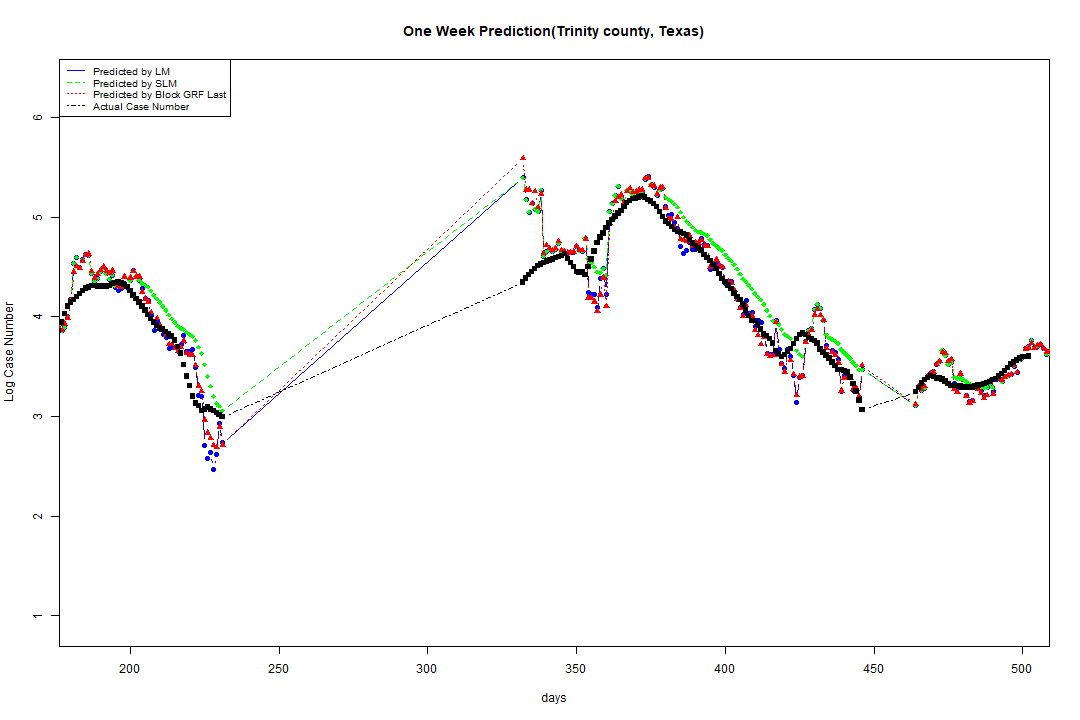 One Week Prediction(Trinity county, Texas)
Predicted by LM
Predicted by SLM
Predicted by Block GRF Last
Actual Case Number
Log Case Number
6
5
4
3
2
1
200 250 300 350 400 450 500
days